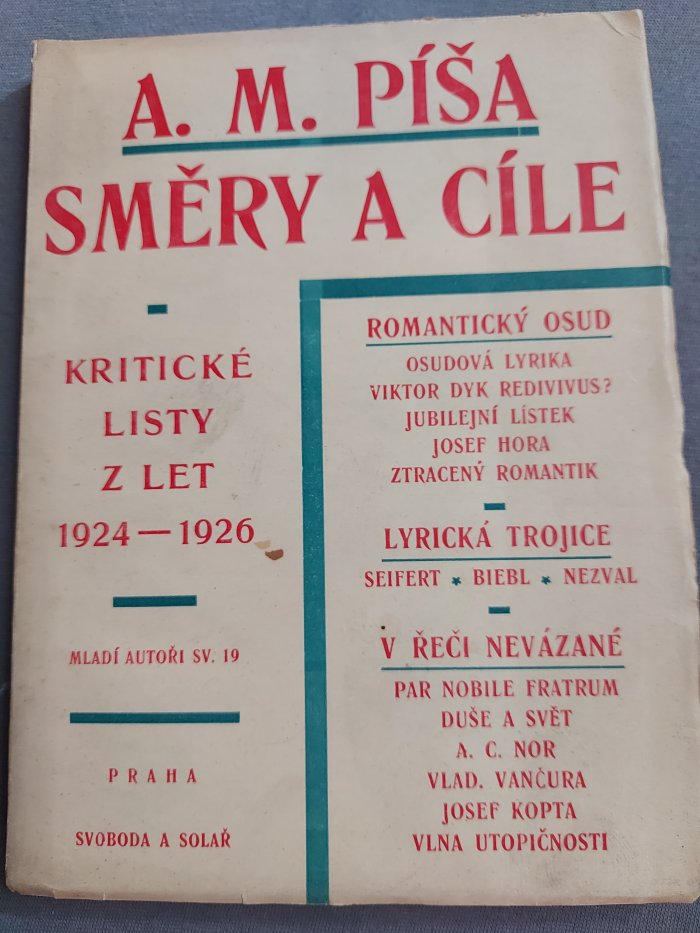 A. M. PÍŠA
SMĚRY A CÍLE
KRITICKÉ
LISTY
Z LET
1924 — 1926
MLADÍ AUTOŘI SV. 19
PRAHA
SVOBODA A SOLAŘ
ROMANTICKÝ OSUD
OSUDOVÁ LYRIKA
VIKTOR DYK REDIVIVUS?
JUBILEJNÍ LÍSTEK
JOSEF HORA
ZTRACENÝ ROMANTIK
LYRICKÁ TROJICE
SEIFERT ★ BIEBL ★ NEZVAL
V ŘEČI NEVÁZANÉ
PAR NOBILE FRATRUM
DUŠE A SVĚT
A. C. NOR
VLAD. VANČURA
JOSEF KOPTA
VLNA UTOPIČNOSTI